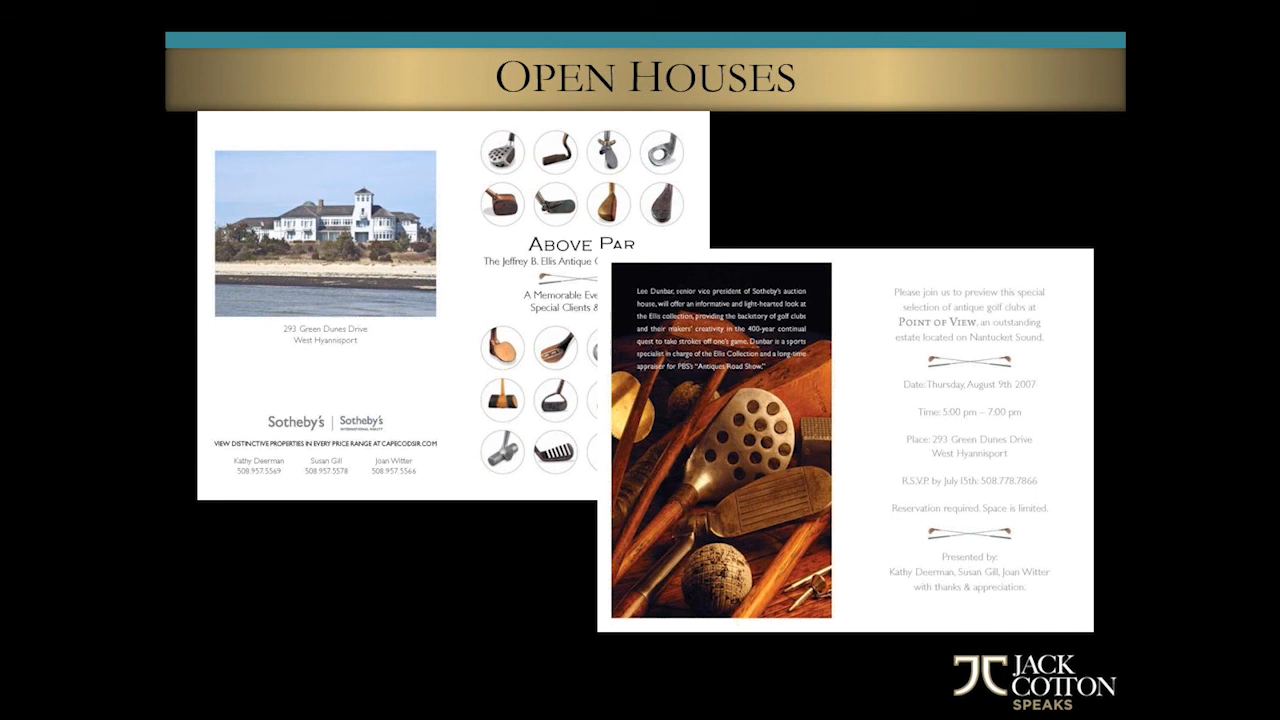 OPEN HOUSES
293 Green Dunes Drive
West Hyannisport
Sotheby's | Sotheby's
INTERNATIONAL REALTY
VIEW DISTINCTIVE PROPERTIES IN EVERY PRICE RANGE AT CAPECODSIR.COM
Kathy Deerman Susan Gill Joan Witter
508.957.5569 508.957.5578 508.957.5566
ABOVE PAR
The Jeffrey B. Ellis Antique
A Memorable
Special Clients &
Lee Dunbar, senior vice president of Sotheby's auction
house, will offer an informative and light-hearted look at
the Ellis collection, providing the backstory of golf clubs
and their makers' creativity in the 400-year continual
quest to take strokes off one's game. Dunbar is a sports
specialist in charge of the Ellis Collection and a long-time
appraiser for PBS's "Antiques Road Show."
Please join us to preview this special
selection of antique golf clubs at
POINT OF VIEW, an outstanding
estate located on Nantucket Sound.
Date: Thursday, August 9th 2007
Time: 5:00 pm – 7:00 pm
Place: 293 Green Dunes Drive
West Hyannisport
R.S.V.P. by July 15th: 508.778.7866
Reservation required. Space is limited.
Presented by:
Kathy Deerman, Susan Gill, Joan Witter
with thanks & appreciation.
JACK
COTTON
SPEAKS